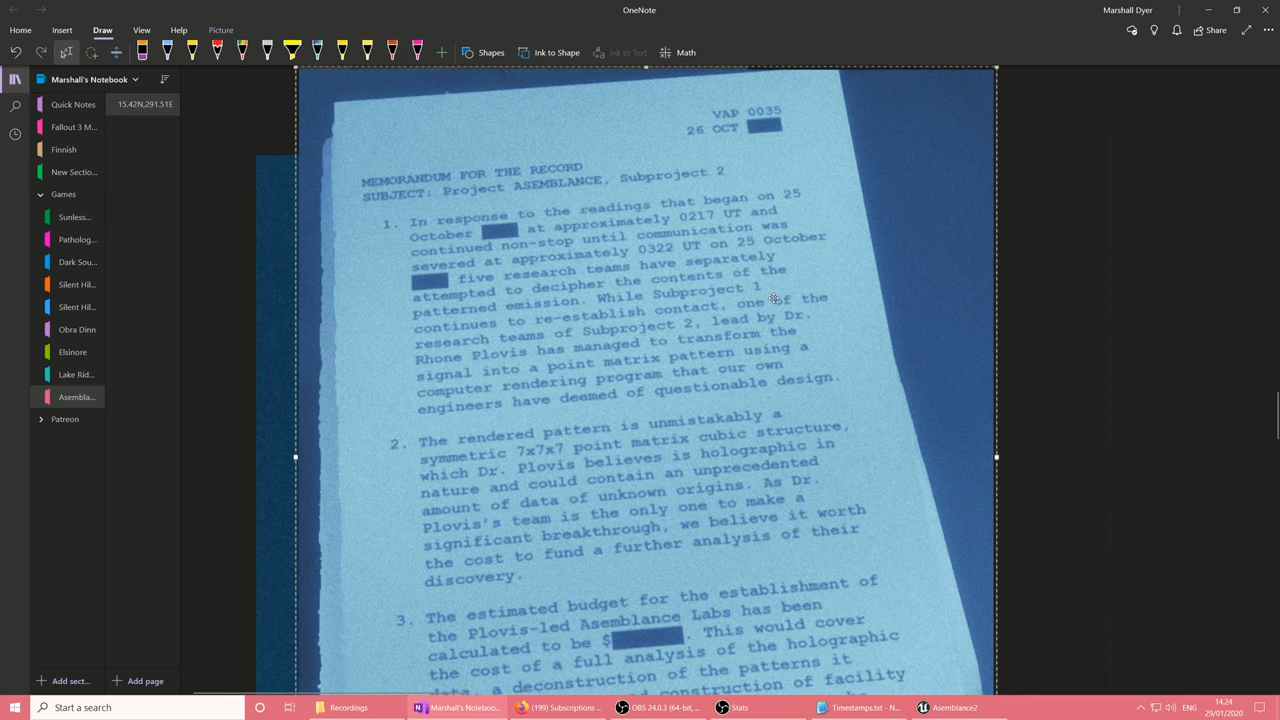 OneNote
Marshall Dyer
Home
Insert
Draw
View
Help
Picture
Share
Shapes
Ink to Shape
Ink to Text
Math
Marshall's Notebook
Quick Notes
15.42N,291.51E
Fallout 3 M...
Finnish
New Sectio...
Games
Sunless...
Patholog...
Dark Sou...
Silent Hil...
Silent Hil...
Obra Dinn
Elsinore
Lake Rid...
Asembla...
Patreon
Add sect...
Add page
VAP 0035
26 OCT
MEMORANDUM FOR THE RECORD
SUBJECT: Project ASEMBLANCE, Subproject 2
1. In response to the readings that began on 25
October at approximately 0217 UT and
continued non-stop until communication was
severed at approximately 0322 UT on 25 October
five research teams have separately
attempted to decipher the contents of the
patterned emission. While Subproject 1
continues to re-establish contact, one of the
research teams of Subproject 2, lead by Dr.
Rhone Plovis has managed to transform the
signal into a point matrix pattern using a
computer rendering program that our own
engineers have deemed of questionable design.
2. The rendered pattern is unmistakably a
symmetric 7x7x7 point matrix cubic structure,
which Dr. Plovis believes is holographic in
nature and could contain an unprecedented
amount of data of unknown origins. As Dr.
Plovis's team is the only one to make a
significant breakthrough, we believe it worth
the cost to fund a further analysis of their
discovery.
3. The estimated budget for the establishment of
the Plovis-led Asemblance Labs has been
calculated to be $ . This would cover
the cost of a full analysis of the holographic
data, a deconstruction of the patterns it
construction of facility
Start a search
Recordings
Marshall's Notebo...
(199) Subscriptions ...
OBS 24.0.3 (64-bit, ...
Stats
Timestamps.txt - N...
Asemblance2
ENG
14.24
29/01/2020